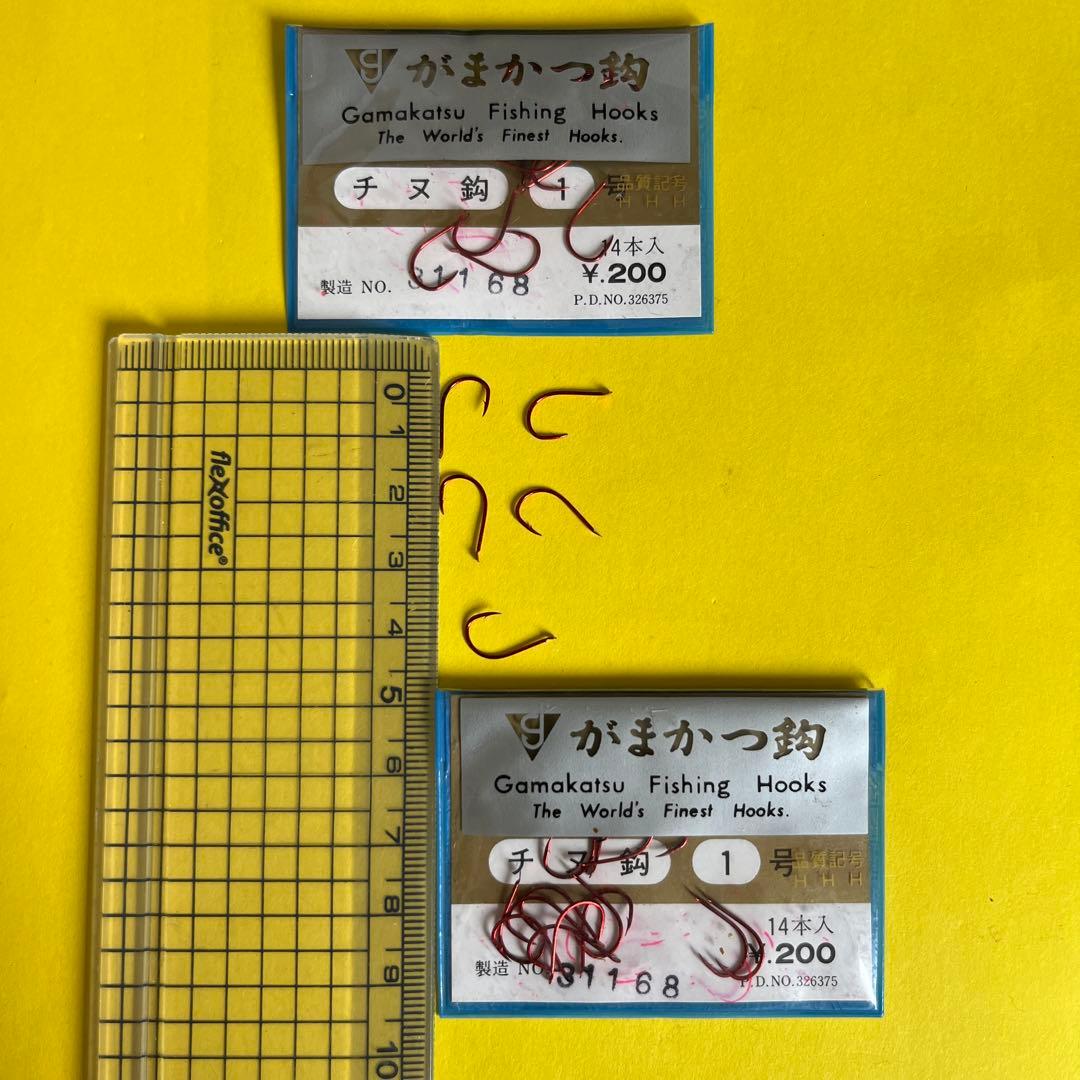 がまかつ鈎
Gamakatsu Fishing Hooks
The World's Finest Hooks.
チヌ鈎 1 号 品質記号
H H H
14本入
¥.200
製造 NO. 31168
P.D.NO.326375
0
1
2
3
4
5
6
7
8
9
10
flexoffice®
がまかつ鈎
Gamakatsu Fishing Hooks
The World's Finest Hooks.
チヌ鈎 1 号 品質記号
H H H
14本入
¥.200
製造 NO. 31168
P.D.NO.326375